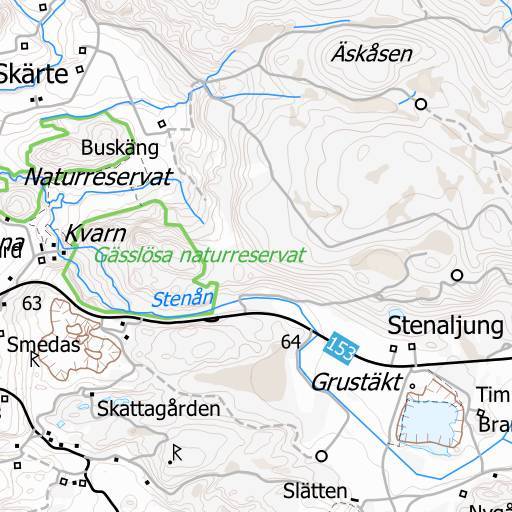 Äskåsen
Skärte
Buskäng
Naturreservat
Kvarn
Gässlösa naturreservat
Stenån
63
64
153
Stenaljung
Smedas
Grustäkt
Skattagården
Slätten